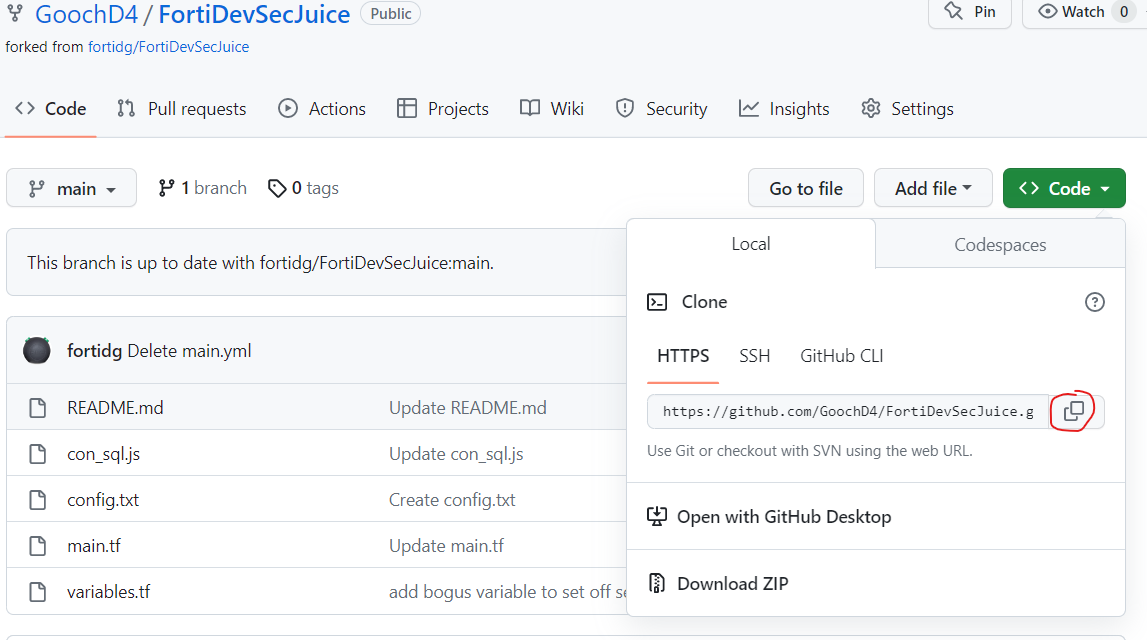 GoochD4 / FortiDevSecJuice Public Pin Watch 0
forked from fortidg/FortiDevSecJuice
Code Pull requests Actions Projects Wiki Security Insights Settings
main 1 branch 0 tags Go to file Add file Code
Local Codespaces
This branch is up to date with fortidg/FortiDevSecJuice:main.
Clone
fortidg Delete main.yml
HTTPS SSH GitHub CLI
README.md Update README.md
https://github.com/GoochD4/FortiDevSecJuice.g
con_sql.js Update con_sql.js
Use Git or checkout with SVN using the web URL.
config.txt Create config.txt
Open with GitHub Desktop
main.tf Update main.tf
variables.tf add bogus variable to set off se
Download ZIP